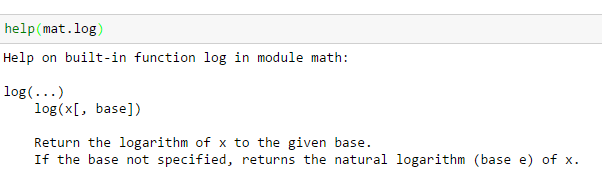 help(mat.log)
Help on built-in function log in module math:
log(...)
log(x[, base])
Return the logarithm of x to the given base.
If the base not specified, returns the natural logarithm (base e) of x.